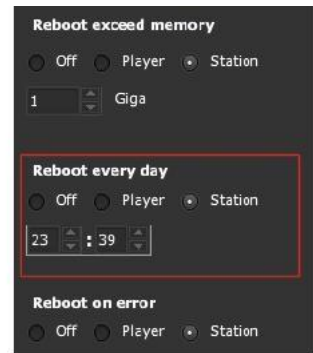 Reboot exceed memory
Off Player Station
1 Giga
Reboot every day
Off Player Station
23 : 39
Reboot on error
Off Player Station